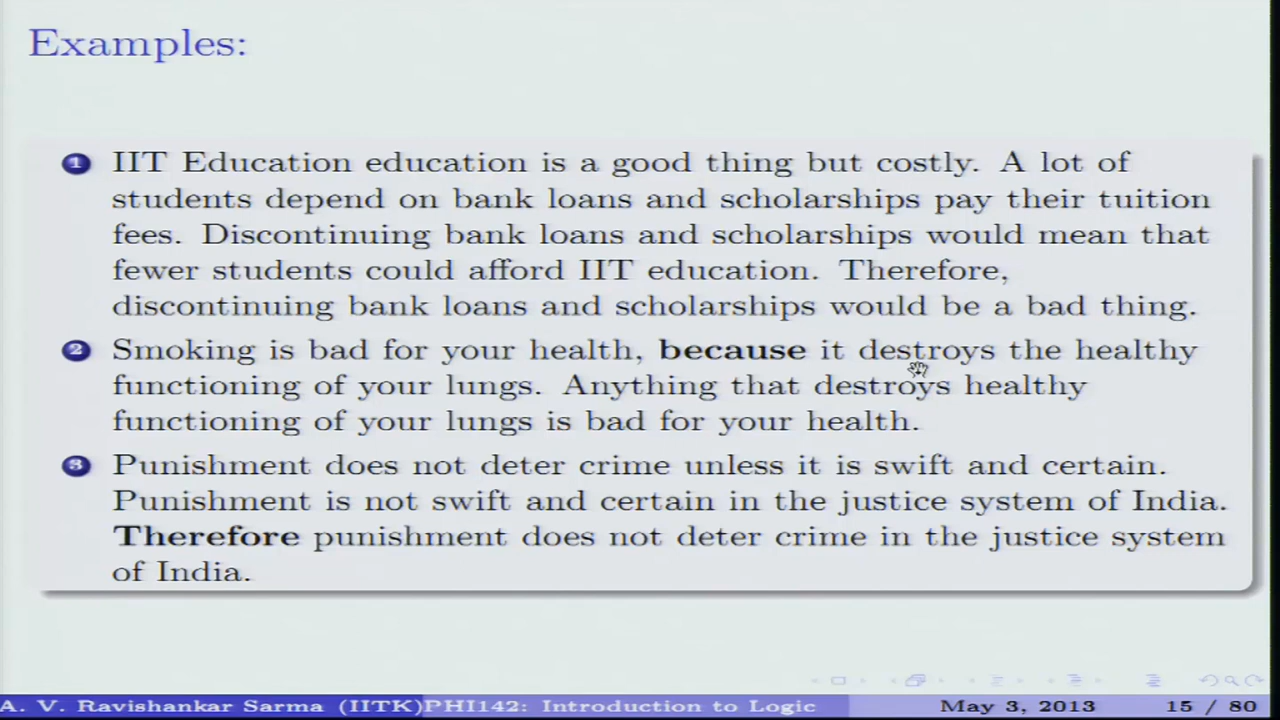 Examples:
1 IIT Education education is a good thing but costly. A lot of
students depend on bank loans and scholarships pay their tuition
fees. Discontinuing bank loans and scholarships would mean that
fewer students could afford IIT education. Therefore,
discontinuing bank loans and scholarships would be a bad thing.
2 Smoking is bad for your health, because it destroys the healthy
functioning of your lungs. Anything that destroys healthy
functioning of your lungs is bad for your health.
3 Punishment does not deter crime unless it is swift and certain.
Punishment is not swift and certain in the justice system of India.
Therefore punishment does not deter crime in the justice system
of India.
A. V. Ravishankar Sarma (IITK) PHI142: Introduction to Logic May 3, 2013 15 / 80